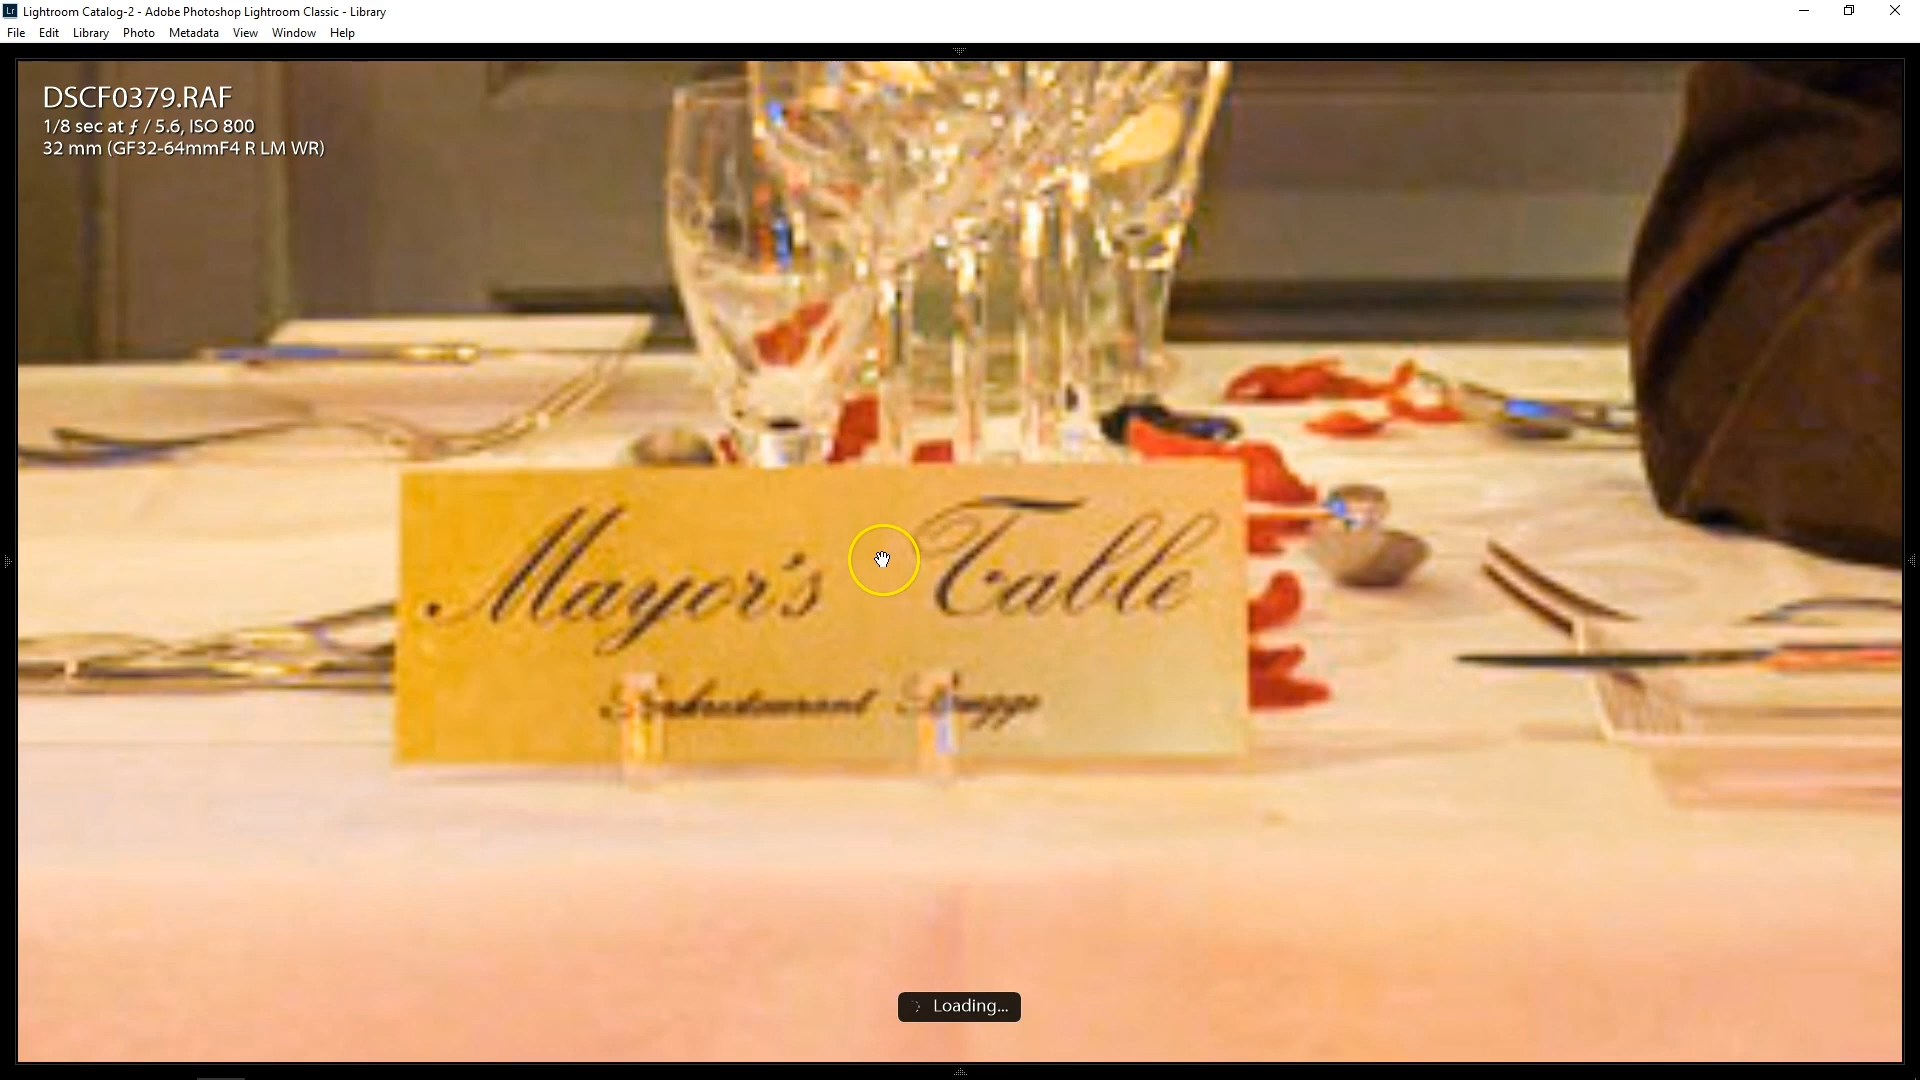 Lightroom Catalog-2 - Adobe Photoshop Lightroom Classic - Library
File Edit Library Photo Metadata View Window Help
DSCF0379.RAF
1/8 sec at ƒ / 5.6, ISO 800
32 mm (GF32-64mmF4 R LM WR)
Mayor's Table
Loading...